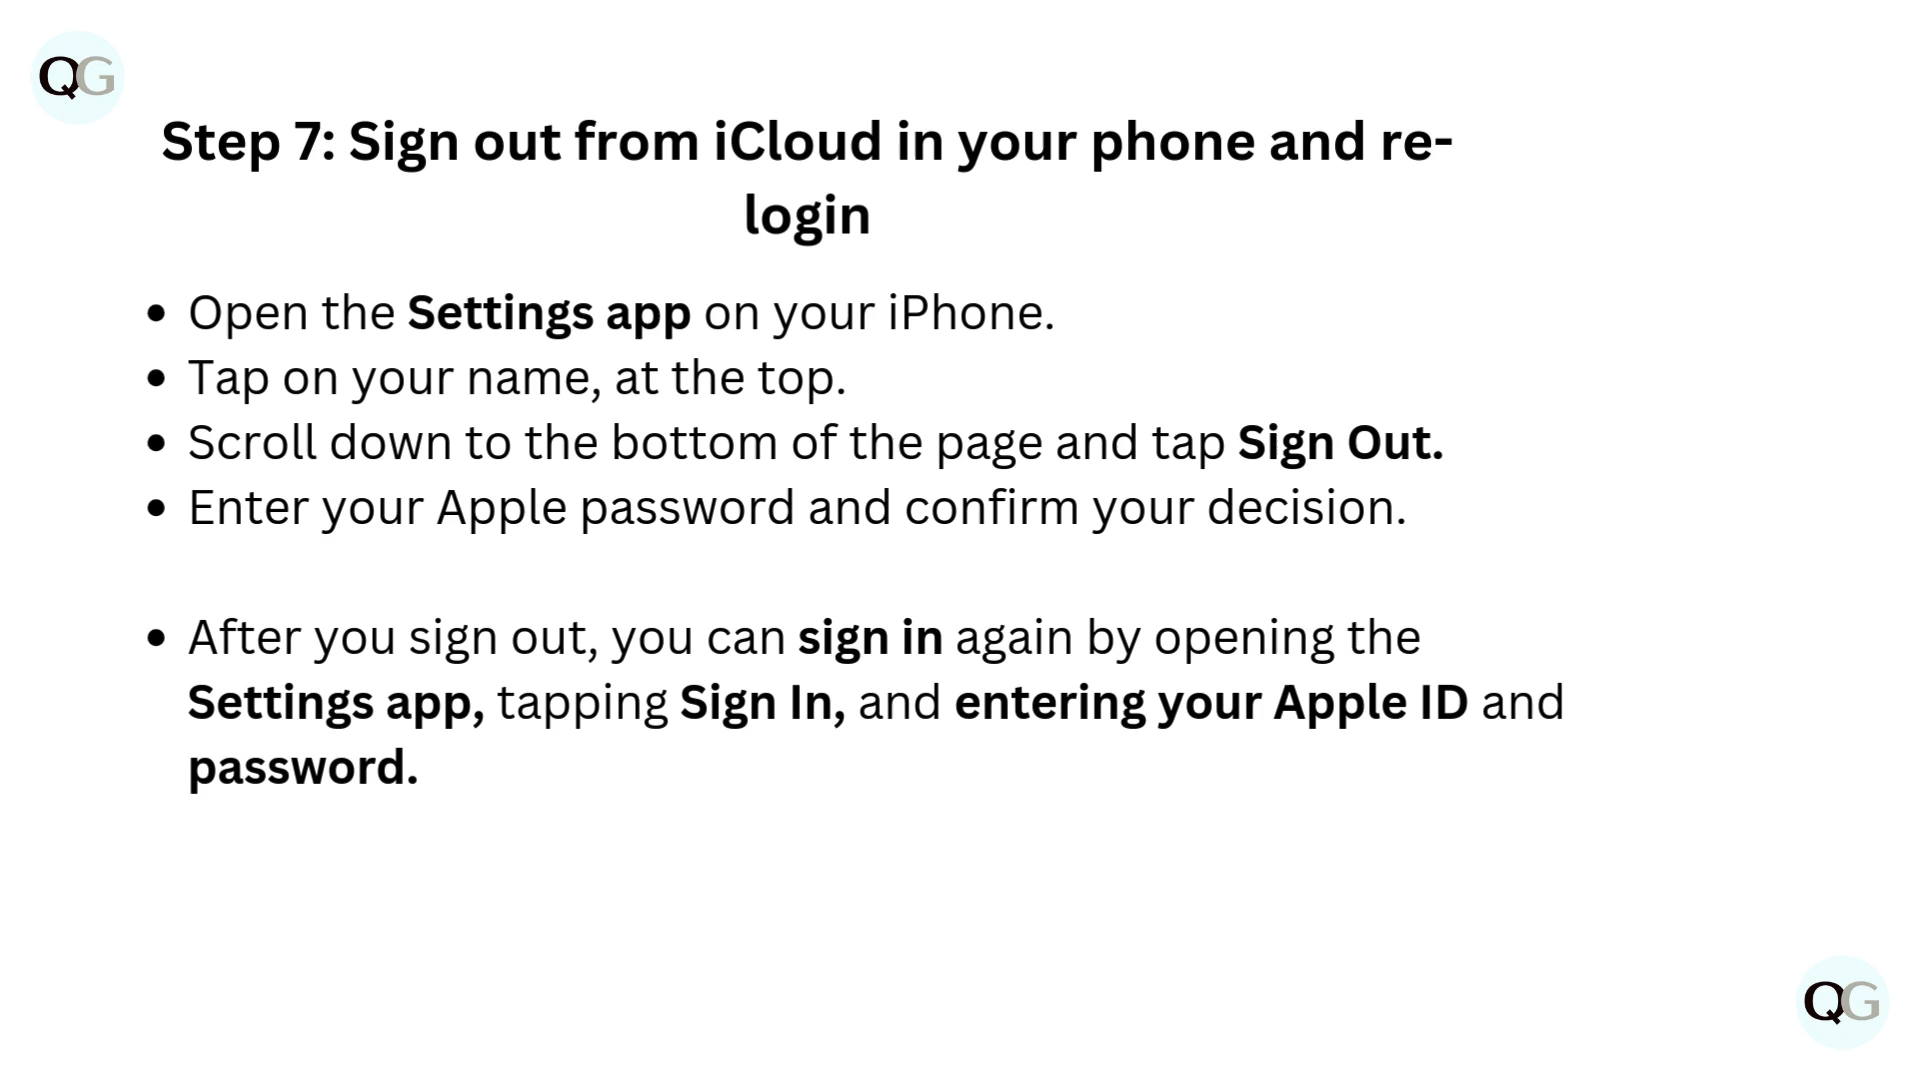 QG
Step 7: Sign out from iCloud in your phone and re-
login
• Open the Settings app on your iPhone.
• Tap on your name, at the top.
• Scroll down to the bottom of the page and tap Sign Out.
• Enter your Apple password and confirm your decision.
• After you sign out, you can sign in again by opening the
Settings app, tapping Sign In, and entering your Apple ID and
password.
QG